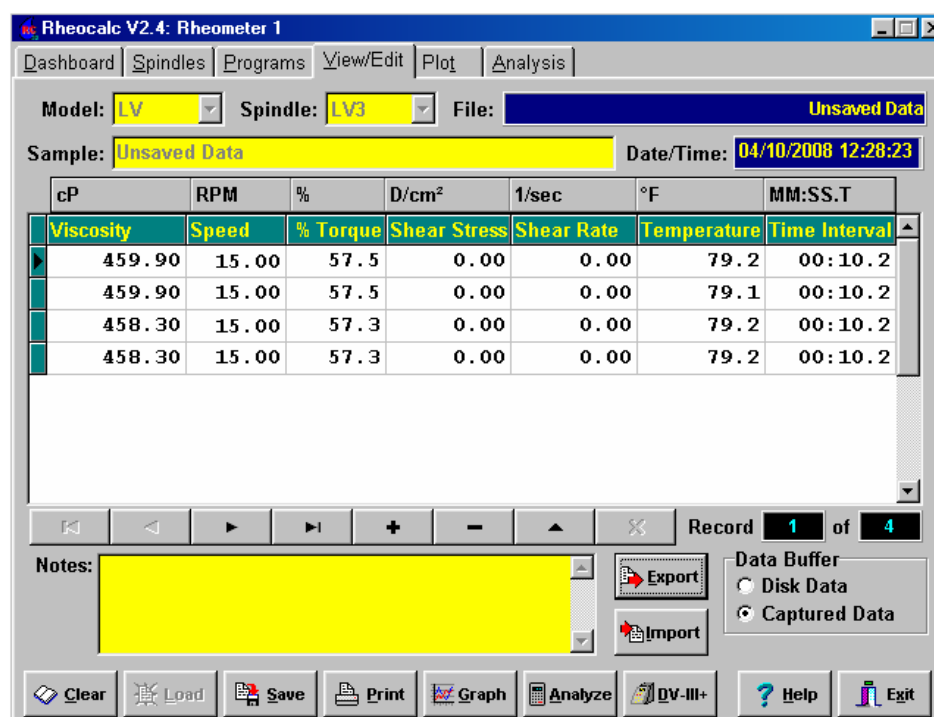 Rheocalc V2.4: Rheometer 1
Dashboard Spindles Programs View/Edit Plot Analysis
Model: LV Spindle: LV3 File: Unsaved Data
Sample: Unsaved Data Date/Time: 04/10/2008 12:28:23
cP RPM % D/cm² 1/sec °F MM:SS.T
Viscosity Speed % Torque Shear Stress Shear Rate Temperature Time Interval
459.90 15.00 57.5 0.00 0.00 79.2 00:10.2
459.90 15.00 57.5 0.00 0.00 79.1 00:10.2
458.30 15.00 57.3 0.00 0.00 79.2 00:10.2
458.30 15.00 57.3 0.00 0.00 79.2 00:10.2
Record 1 of 4
Notes: Export Data Buffer
Disk Data
Captured Data
Import
Clear Load Save Print Graph Analyze DV-III+ Help Exit